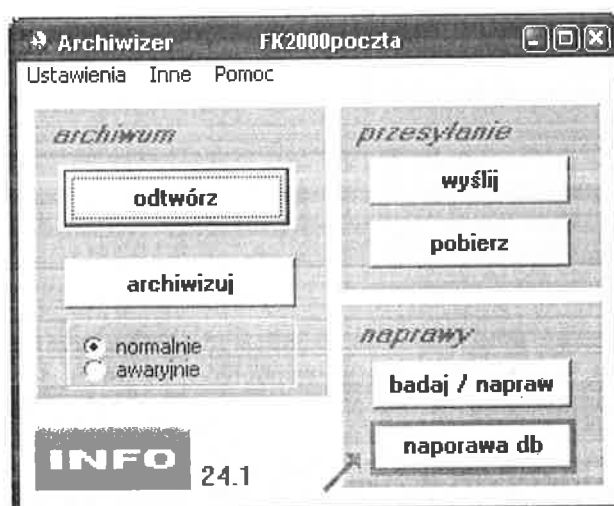 Archiwizer FK2000poczta
Ustawienia Inne Pomoc
archiwum
odtwórz
archiwizuj
normalnie
awaryjnie
INFO 24.1
przesyłanie
wyślij
pobierz
naprawy
badaj / napraw
naporawa db